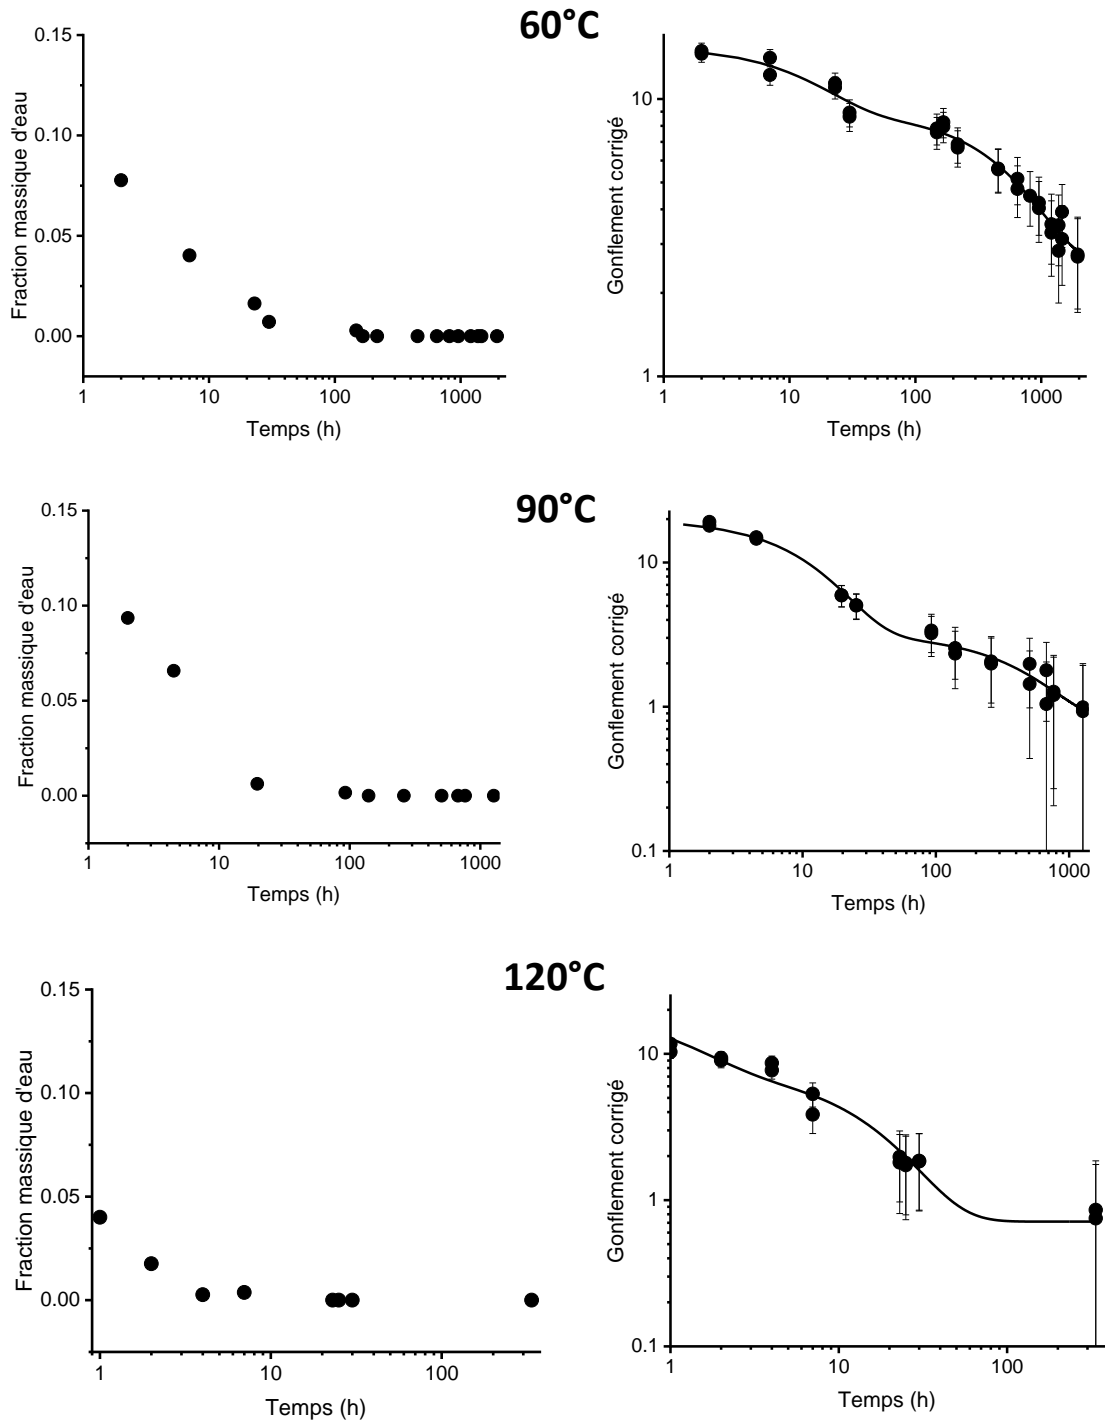 60°C
0.15
0.10
0.05
0.00
1 10 100 1000
Fraction massique d'eau
Temps (h)
10
1
1 10 100 1000
Gonflement corrigé
Temps (h)
90°C
0.15
0.10
0.05
0.00
1 10 100 1000
Fraction massique d'eau
Temps (h)
10
1
0.1
1 10 100 1000
Gonflement corrigé
Temps (h)
120°C
0.15
0.10
0.05
0.00
1 10 100
Fraction massique d'eau
Temps (h)
10
1
0.1
1 10 100
Gonflement corrigé
Temps (h)